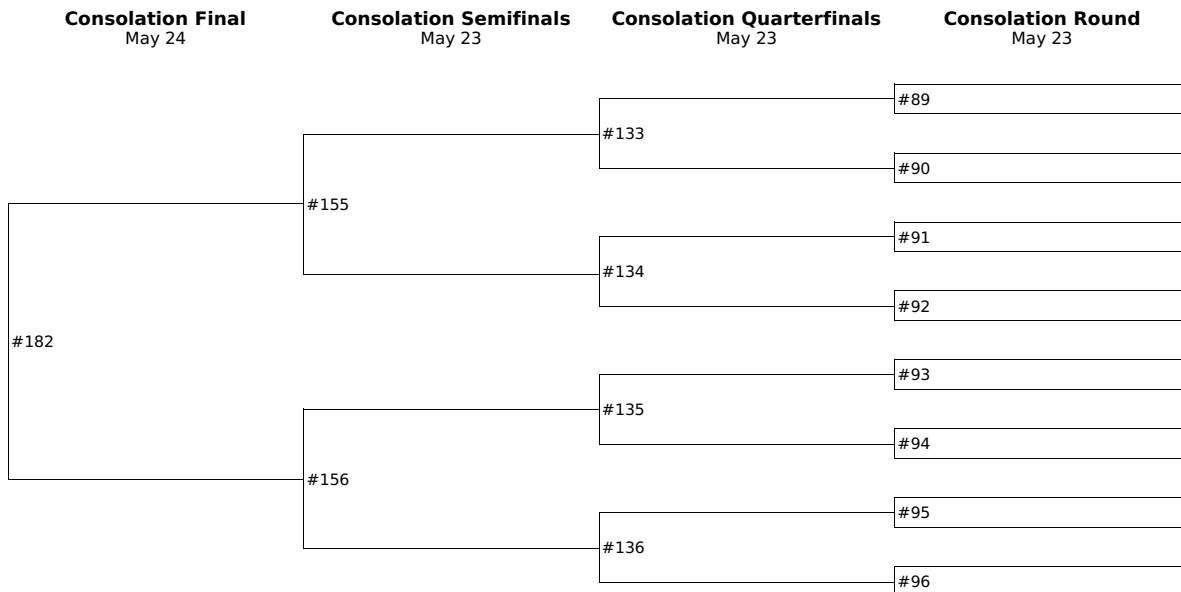 Consolation Final
May 24
Consolation Semifinals
May 23
Consolation Quarterfinals
May 23
Consolation Round
May 23
#89
#133
#90
#155
#91
#134
#92
#182
#93
#135
#94
#156
#95
#136
#96